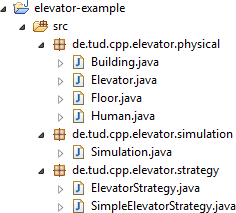 elevator-example
src
de.tud.cpp.elevator.physical
Building.java
Elevator.java
Floor.java
Human.java
de.tud.cpp.elevator.simulation
Simulation.java
de.tud.cpp.elevator.strategy
ElevatorStrategy.java
SimpleElevatorStrategy.java